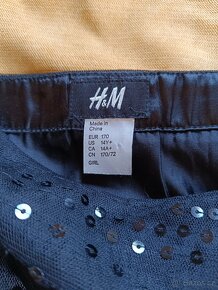 H&M
Made in
China
EUR 170
US 14Y+
CA 14A+
CN 170/72
GIRL